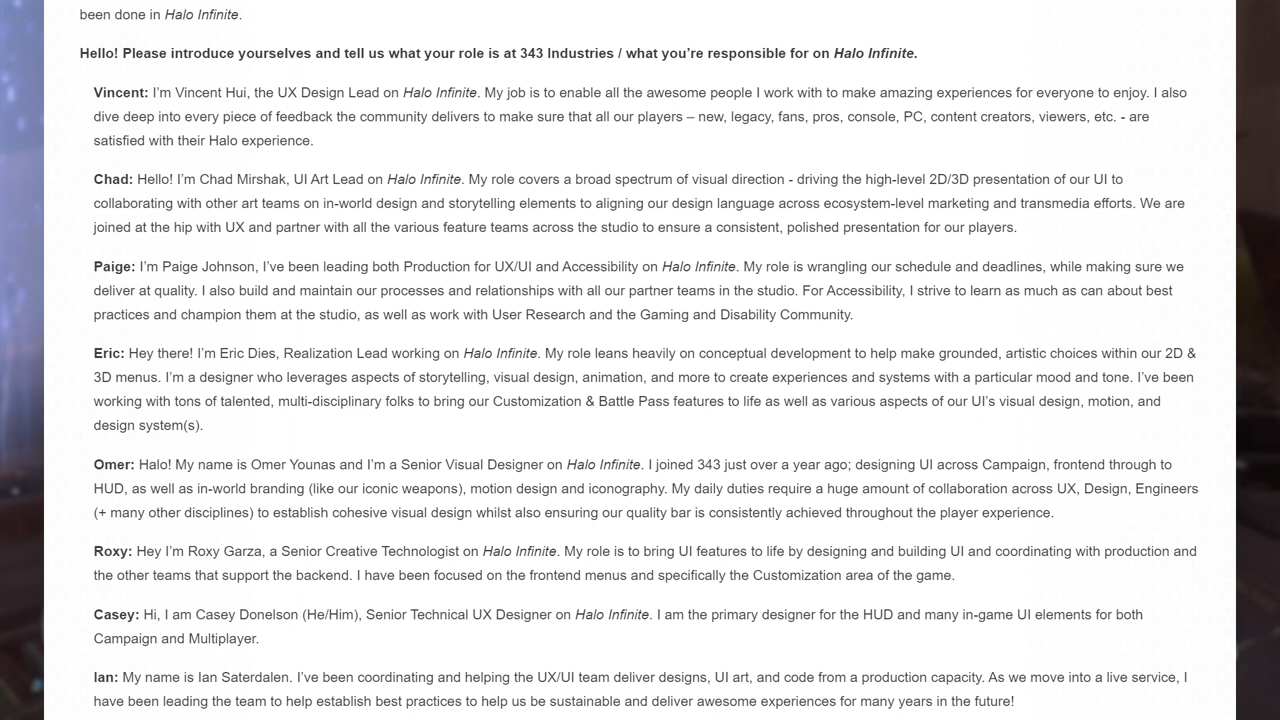 been done in Halo Infinite.
Hello! Please introduce yourselves and tell us what your role is at 343 Industries / what you’re responsible for on Halo Infinite.
Vincent: I’m Vincent Hui, the UX Design Lead on Halo Infinite. My job is to enable all the awesome people I work with to make amazing experiences for everyone to enjoy. I also
dive deep into every piece of feedback the community delivers to make sure that all our players – new, legacy, fans, pros, console, PC, content creators, viewers, etc. - are
satisfied with their Halo experience.
Chad: Hello! I’m Chad Mirshak, UI Art Lead on Halo Infinite. My role covers a broad spectrum of visual direction - driving the high-level 2D/3D presentation of our UI to
collaborating with other art teams on in-world design and storytelling elements to aligning our design language across ecosystem-level marketing and transmedia efforts. We are
joined at the hip with UX and partner with all the various feature teams across the studio to ensure a consistent, polished presentation for our players.
Paige: I’m Paige Johnson, I’ve been leading both Production for UX/UI and Accessibility on Halo Infinite. My role is wrangling our schedule and deadlines, while making sure we
deliver at quality. I also build and maintain our processes and relationships with all our partner teams in the studio. For Accessibility, I strive to learn as much as can about best
practices and champion them at the studio, as well as work with User Research and the Gaming and Disability Community.
Eric: Hey there! I’m Eric Dies, Realization Lead working on Halo Infinite. My role leans heavily on conceptual development to help make grounded, artistic choices within our 2D &
3D menus. I’m a designer who leverages aspects of storytelling, visual design, animation, and more to create experiences and systems with a particular mood and tone. I’ve been
working with tons of talented, multi-disciplinary folks to bring our Customization & Battle Pass features to life as well as various aspects of our UI’s visual design, motion, and
design system(s).
Omer: Halo! My name is Omer Younas and I’m a Senior Visual Designer on Halo Infinite. I joined 343 just over a year ago; designing UI across Campaign, frontend through to
HUD, as well as in-world branding (like our iconic weapons), motion design and iconography. My daily duties require a huge amount of collaboration across UX, Design, Engineers
(+ many other disciplines) to establish cohesive visual design whilst also ensuring our quality bar is consistently achieved throughout the player experience.
Roxy: Hey I’m Roxy Garza, a Senior Creative Technologist on Halo Infinite. My role is to bring UI features to life by designing and building UI and coordinating with production and
the other teams that support the backend. I have been focused on the frontend menus and specifically the Customization area of the game.
Casey: Hi, I am Casey Donelson (He/Him), Senior Technical UX Designer on Halo Infinite. I am the primary designer for the HUD and many in-game UI elements for both
Campaign and Multiplayer.
Ian: My name is Ian Saterdalen. I’ve been coordinating and helping the UX/UI team deliver designs, UI art, and code from a production capacity. As we move into a live service, I
have been leading the team to help establish best practices to help us be sustainable and deliver awesome experiences for many years in the future!